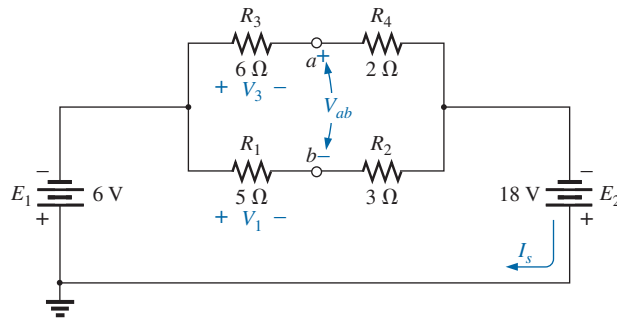 R3 R4
a +
6 Ω 2 Ω
+ V3 −
Vab
R1 b − R2
− −
E1 6 V 18 V E2
5 Ω 3 Ω
+ +
+ V1 −
Is